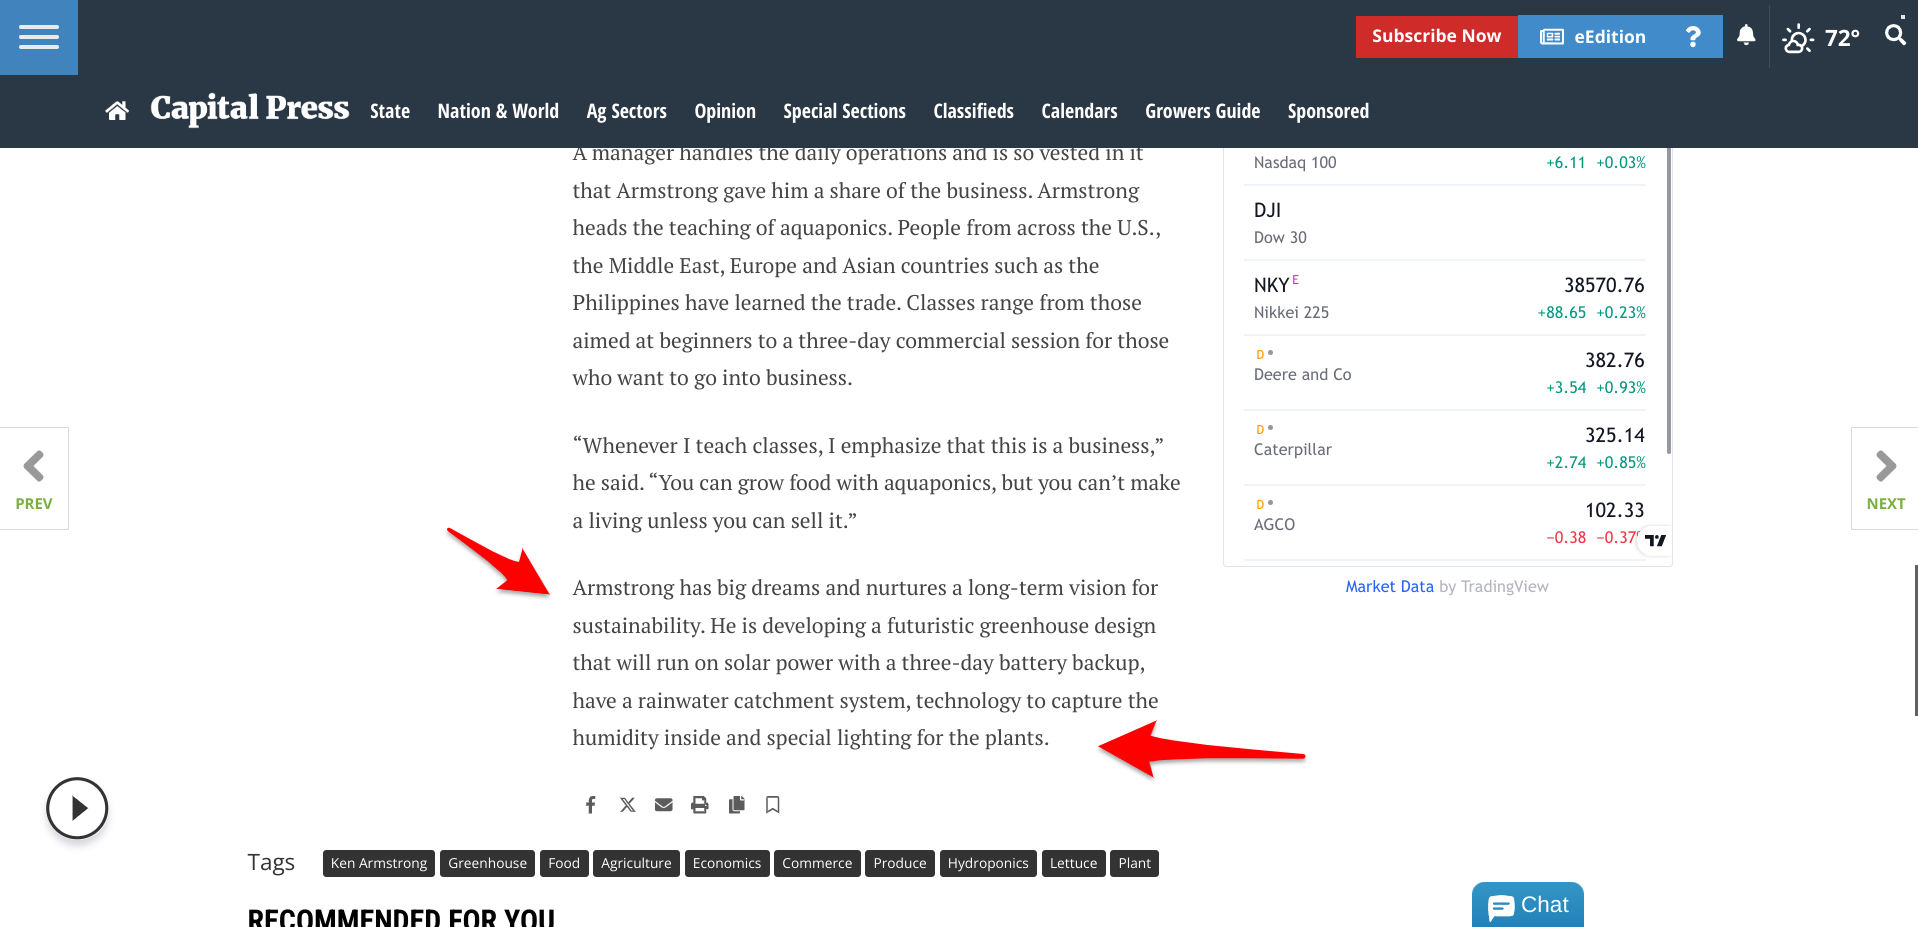 Subscribe Now
eEdition
?
72°
Capital Press
State
Nation & World
Ag Sectors
Opinion
Special Sections
Classifieds
Calendars
Growers Guide
Sponsored
A manager handles the daily operations and is so vested in it
that Armstrong gave him a share of the business. Armstrong
heads the teaching of aquaponics. People from across the U.S.,
the Middle East, Europe and Asian countries such as the
Philippines have learned the trade. Classes range from those
aimed at beginners to a three-day commercial session for those
who want to go into business.
“Whenever I teach classes, I emphasize that this is a business,”
he said. “You can grow food with aquaponics, but you can’t make
a living unless you can sell it.”
Armstrong has big dreams and nurtures a long-term vision for
sustainability. He is developing a futuristic greenhouse design
that will run on solar power with a three-day battery backup,
have a rainwater catchment system, technology to capture the
humidity inside and special lighting for the plants.
Nasdaq 100 +6.11 +0.03%
DJI
Dow 30
NKY E 38570.76
Nikkei 225 +88.65 +0.23%
D 382.76
Deere and Co +3.54 +0.93%
D 325.14
Caterpillar +2.74 +0.85%
D 102.33
AGCO −0.38 −0.37%
Market Data by TradingView
PREV
NEXT
Tags
Ken Armstrong
Greenhouse
Food
Agriculture
Economics
Commerce
Produce
Hydroponics
Lettuce
Plant
RECOMMENDED FOR YOU
Chat